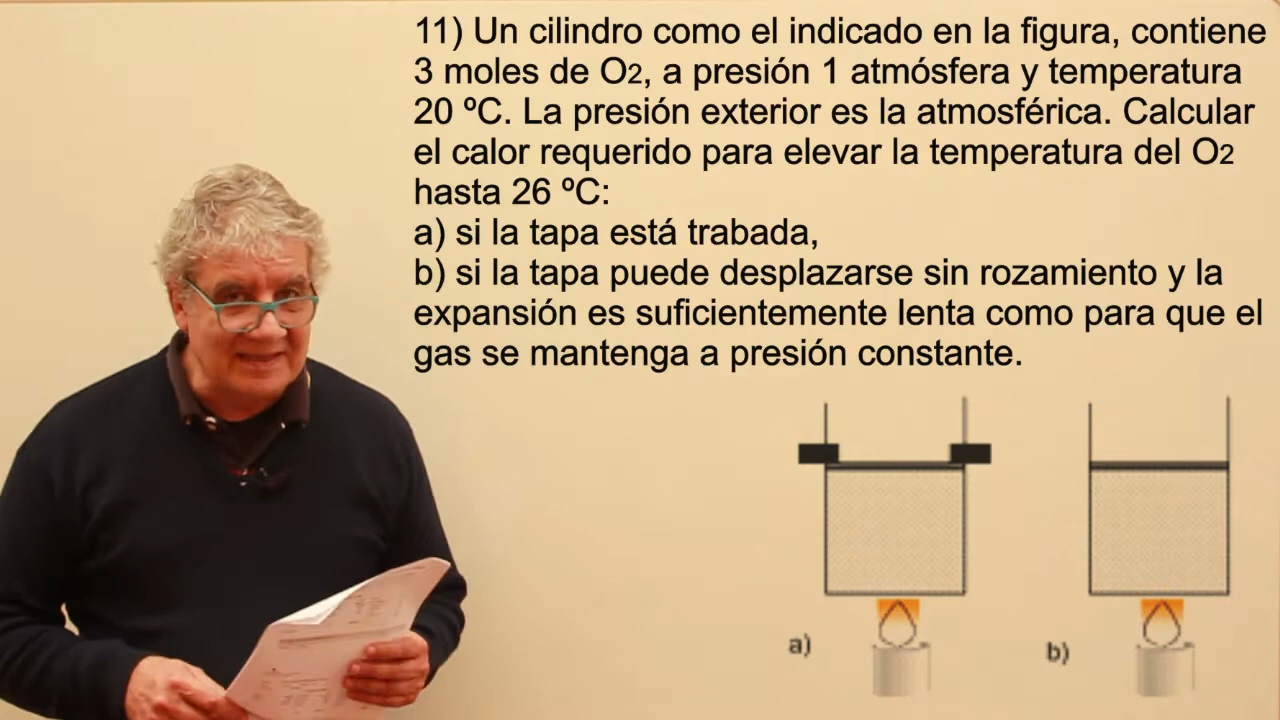 11) Un cilindro como el indicado en la figura, contiene
3 moles de O2, a presión 1 atmósfera y temperatura
20 ºC. La presión exterior es la atmosférica. Calcular
el calor requerido para elevar la temperatura del O2
hasta 26 ºC:
a) si la tapa está trabada,
b) si la tapa puede desplazarse sin rozamiento y la
expansión es suficientemente lenta como para que el
gas se mantenga a presión constante.
a)
b)